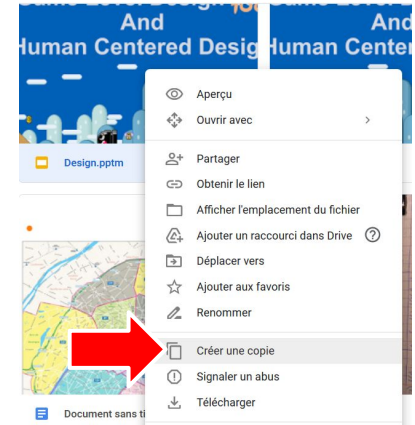 And
Human Centered Desig
And
Human Center
Aperçu
Ouvrir avec
Design.pptm
Partager
Obtenir le lien
Afficher l'emplacement du fichier
Ajouter un raccourci dans Drive
Déplacer vers
Ajouter aux favoris
Renommer
Créer une copie
Signaler un abus
Télécharger
Document sans ti